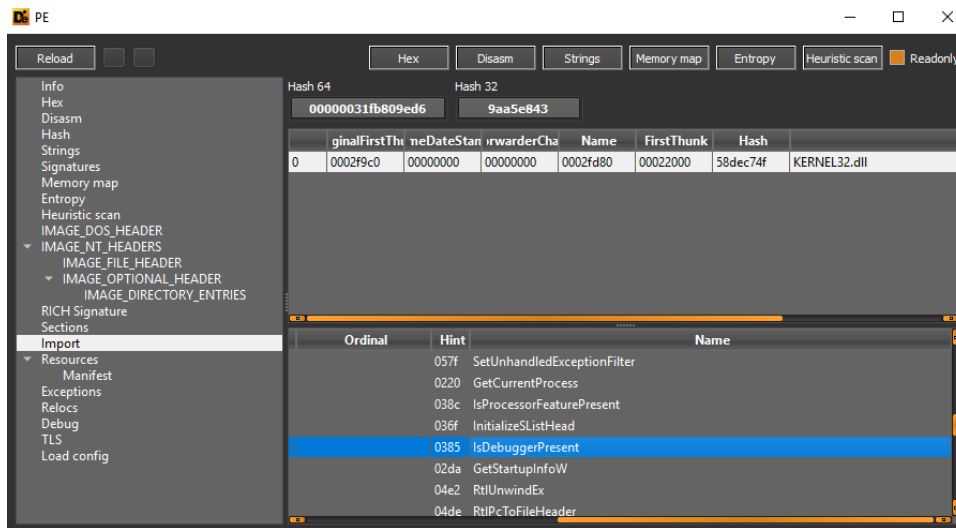 PE
Reload Hex Disasm Strings Memory map Entropy Heuristic scan Readonly
Info
Hex
Disasm
Hash
Strings
Signatures
Memory map
Entropy
Heuristic scan
IMAGE_DOS_HEADER
IMAGE_NT_HEADERS
IMAGE_FILE_HEADER
IMAGE_OPTIONAL_HEADER
IMAGE_DIRECTORY_ENTRIES
RICH Signature
Sections
Import
Resources
Manifest
Exceptions
Relocs
Debug
TLS
Load config
Hash 64 Hash 32
00000031fb809ed6 9aa5e843
ginalFirstThu neDateStan rwarderCha Name FirstThunk Hash
0 0002f9c0 00000000 00000000 0002fd80 00022000 58dec74f KERNEL32.dll
Ordinal Hint Name
057f SetUnhandledExceptionFilter
0220 GetCurrentProcess
038c IsProcessorFeaturePresent
036f InitializeSListHead
0385 IsDebuggerPresent
02da GetStartupInfoW
04e2 RtlUnwindEx
04de RtlPcToFileHeader